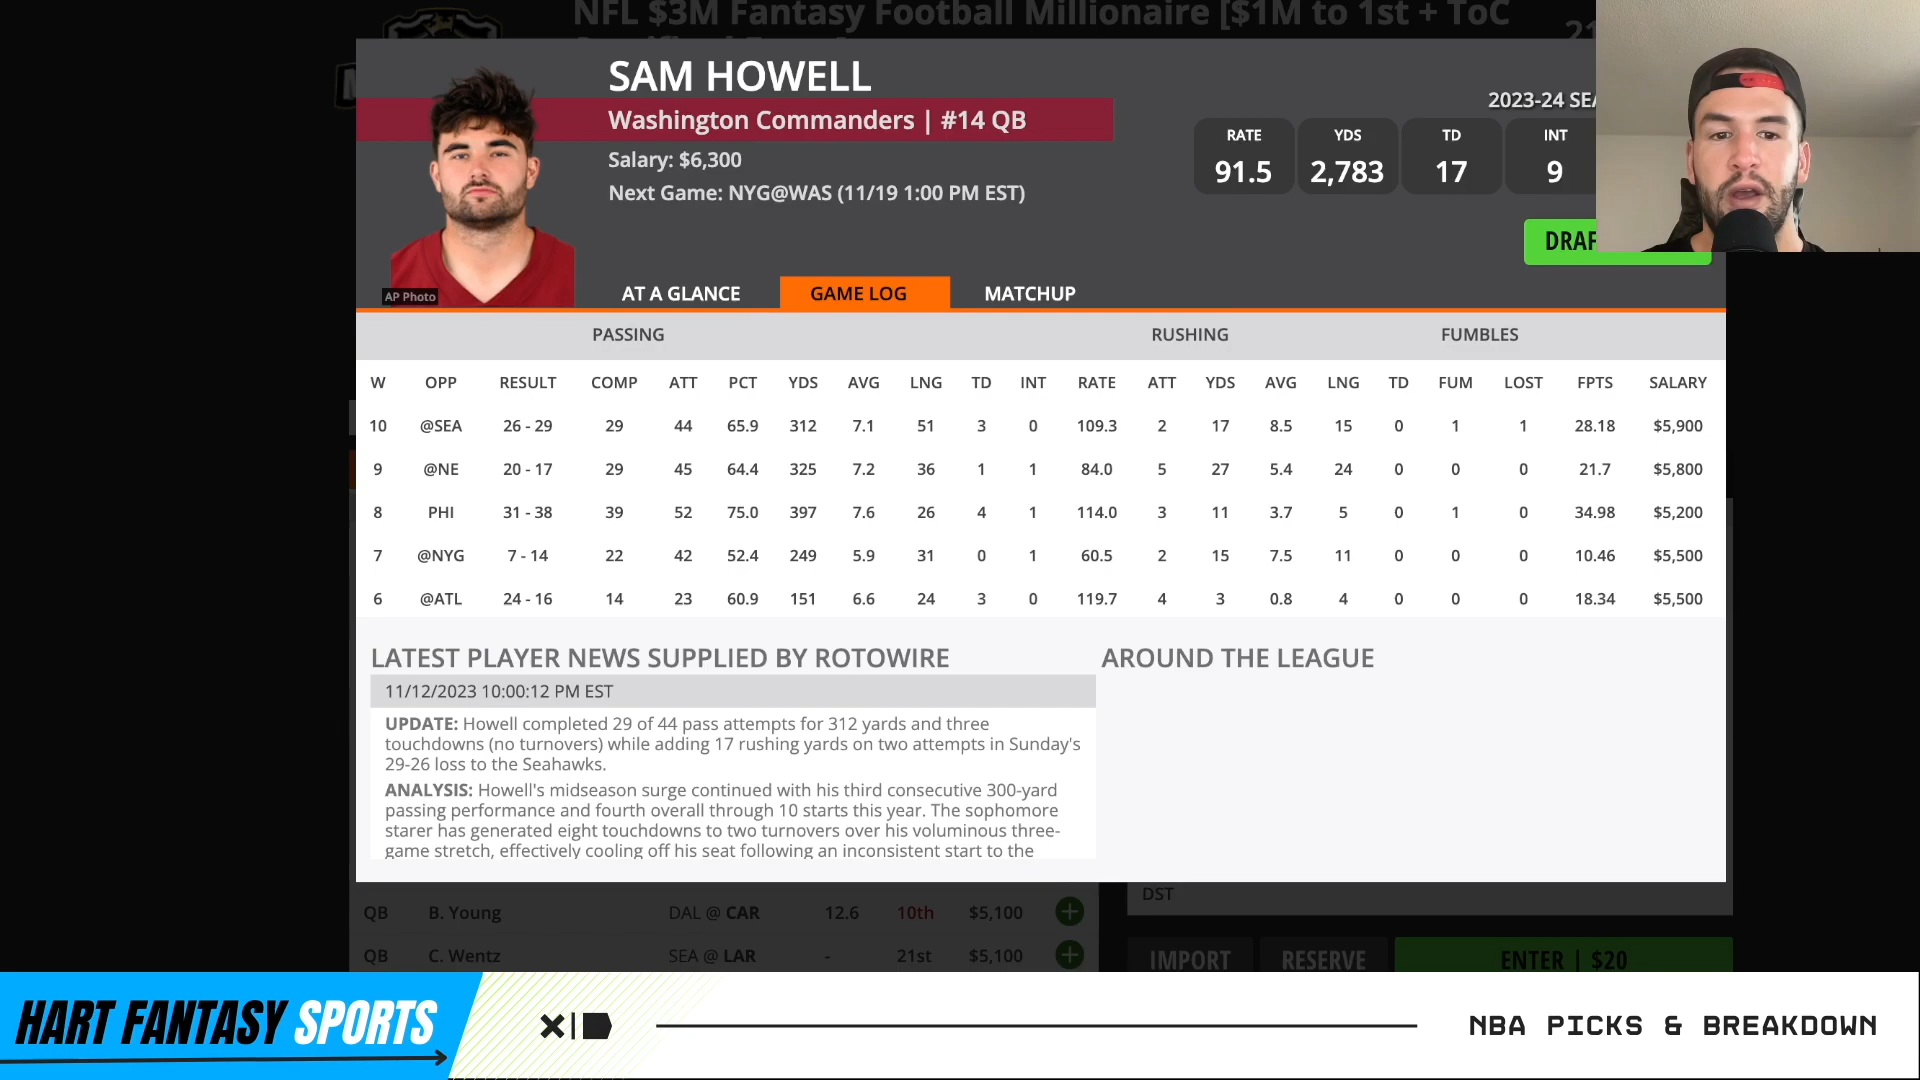 NFL $3M Fantasy Football Millionaire [$1M to 1st + ToC
SAM HOWELL
Washington Commanders | #14 QB
Salary: $6,300
Next Game: NYG@WAS (11/19 1:00 PM EST)
2023-24 SEA
RATE YDS TD INT
91.5 2,783 17 9
DRAF
AP Photo
AT A GLANCE GAME LOG MATCHUP
PASSING RUSHING FUMBLES
W OPP RESULT COMP ATT PCT YDS AVG LNG TD INT RATE ATT YDS AVG LNG TD FUM LOST FPTS SALARY
10 @SEA 26 - 29 29 44 65.9 312 7.1 51 3 0 109.3 2 17 8.5 15 0 1 1 28.18 $5,900
9 @NE 20 - 17 29 45 64.4 325 7.2 36 1 1 84.0 5 27 5.4 24 0 0 0 21.7 $5,800
8 PHI 31 - 38 39 52 75.0 397 7.6 26 4 1 114.0 3 11 3.7 5 0 1 0 34.98 $5,200
7 @NYG 7 - 14 22 42 52.4 249 5.9 31 0 1 60.5 2 15 7.5 11 0 0 0 10.46 $5,500
6 @ATL 24 - 16 14 23 60.9 151 6.6 24 3 0 119.7 4 3 0.8 4 0 0 0 18.34 $5,500
LATEST PLAYER NEWS SUPPLIED BY ROTOWIRE
AROUND THE LEAGUE
11/12/2023 10:00:12 PM EST
UPDATE: Howell completed 29 of 44 pass attempts for 312 yards and three
touchdowns (no turnovers) while adding 17 rushing yards on two attempts in Sunday's
29-26 loss to the Seahawks.
ANALYSIS: Howell's midseason surge continued with his third consecutive 300-yard
passing performance and fourth overall through 10 starts this year. The sophomore
starer has generated eight touchdowns to two turnovers over his voluminous three-
game stretch, effectively cooling off his seat following an inconsistent start to the
DST
QB B. Young DAL @ CAR 12.6 10th $5,100
QB C. Wentz SEA @ LAR - 21st $5,100
IMPORT RESERVE ENTER | $20
HART FANTASY SPORTS
NBA PICKS & BREAKDOWN